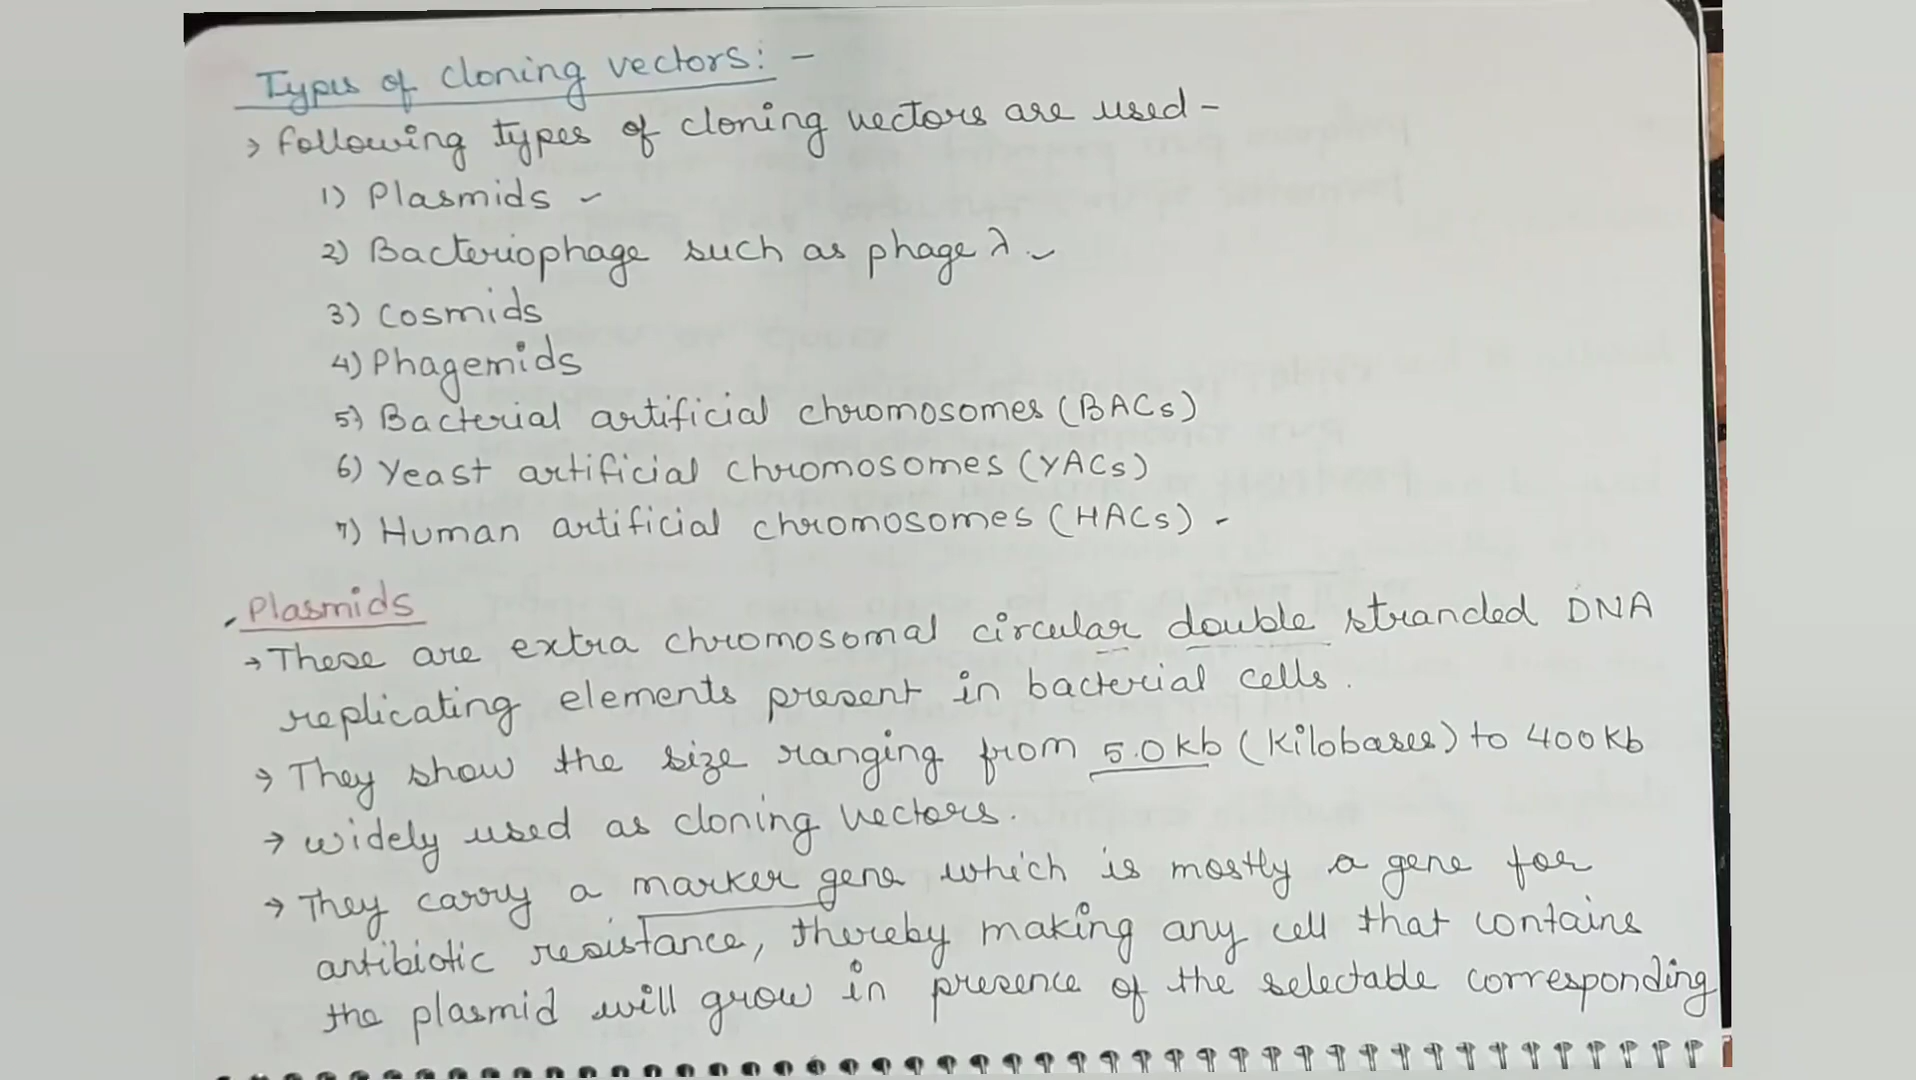 Types of cloning vectors: -
> Following types of cloning vectors are used -
1) Plasmids -
2) Bacteriophage such as phage λ -
3) Cosmids
4) Phagemids
5) Bacterial artificial chromosomes (BACs)
6) Yeast artificial chromosomes (YACs)
7) Human artificial chromosomes (HACs) -
Plasmids
→ These are extra chromosomal circular double stranded DNA
replicating elements present in bacterial cells.
→ They show the size ranging from 5.0 kb (kilobases) to 400 kb
→ Widely used as cloning vectors.
→ They carry a marker gene which is mostly a gene for
antibiotic resistance, thereby making any cell that contains
the plasmid will grow in presence of the selectable corresponding